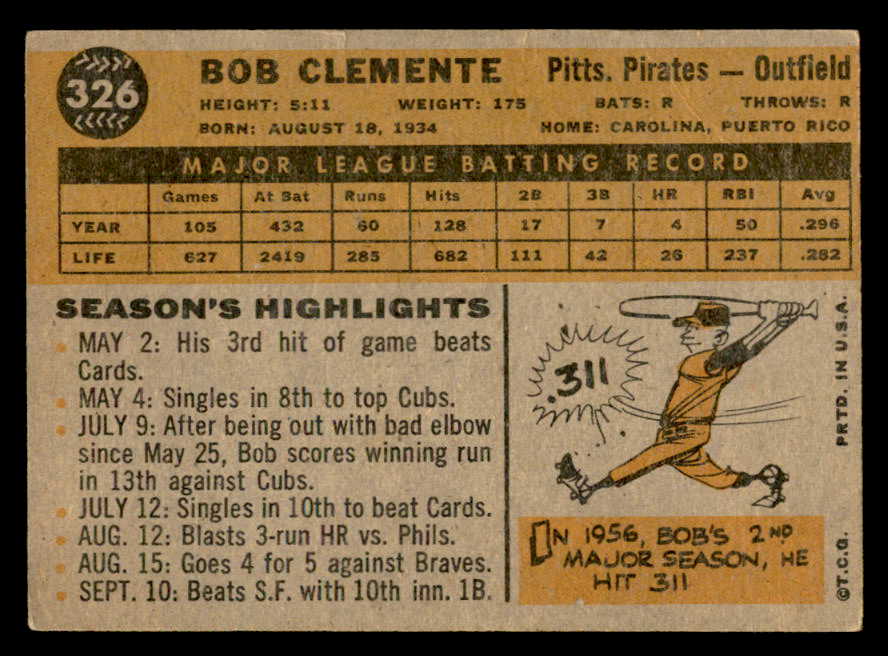 326
BOB CLEMENTE Pitts. Pirates — Outfield
HEIGHT: 5:11 WEIGHT: 175 BATS: R THROWS: R
BORN: AUGUST 18, 1934 HOME: CAROLINA, PUERTO RICO
MAJOR LEAGUE BATTING RECORD
Games At Bat Runs Hits 2B 3B HR RBI Avg
YEAR 105 432 60 128 17 7 4 50 .296
LIFE 627 2419 285 682 111 42 26 237 .282
SEASON'S HIGHLIGHTS
• MAY 2: His 3rd hit of game beats
Cards.
• MAY 4: Singles in 8th to top Cubs.
• JULY 9: After being out with bad elbow
since May 25, Bob scores winning run
in 13th against Cubs.
• JULY 12: Singles in 10th to beat Cards.
• AUG. 12: Blasts 3-run HR vs. Phils.
• AUG. 15: Goes 4 for 5 against Braves.
• SEPT. 10: Beats S.F. with 10th inn. 1B.
.311
IN 1956, BOB'S 2ND
MAJOR SEASON, HE
HIT 311
©T.C.G. PRTD. IN U.S.A.